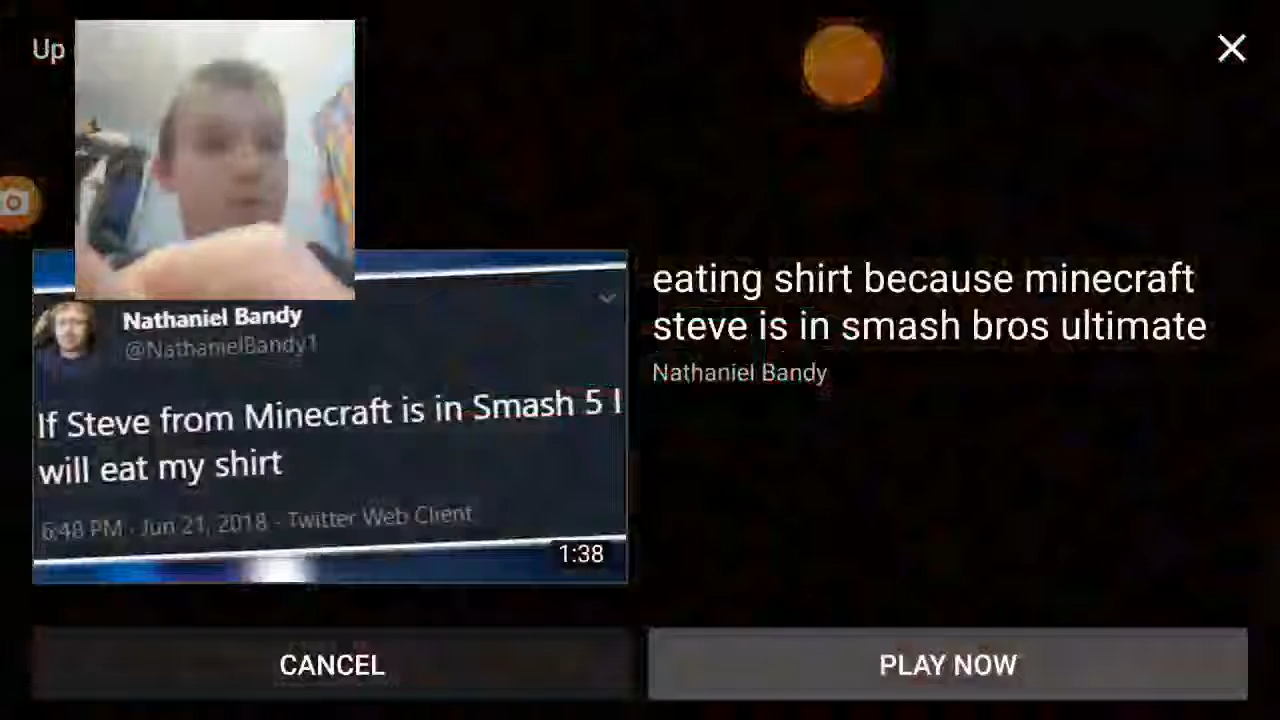 Up
Nathaniel Bandy
@NathanielBandy1
If Steve from Minecraft is in Smash 5 I
will eat my shirt
6:48 PM · Jun 21, 2018 · Twitter Web Client
1:38
eating shirt because minecraft
steve is in smash bros ultimate
Nathaniel Bandy
CANCEL
PLAY NOW